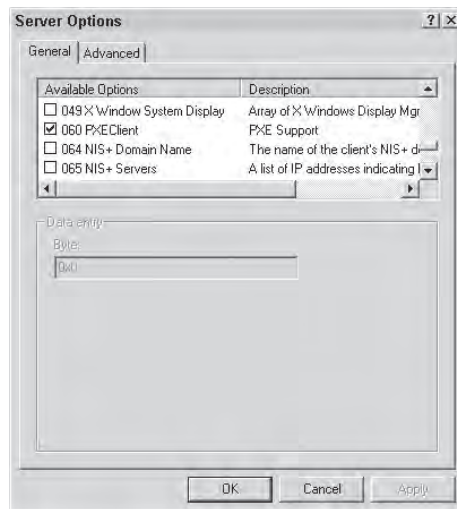 Server Options
General Advanced
Available Options Description
049 X Window System Display Array of X Windows Display Mgr
060 PXEClient PXE Support
064 NIS+ Domain Name The name of the client's NIS+ d
065 NIS+ Servers A list of IP addresses indicating
Data entry
Byte:
0x0
OK Cancel Apply